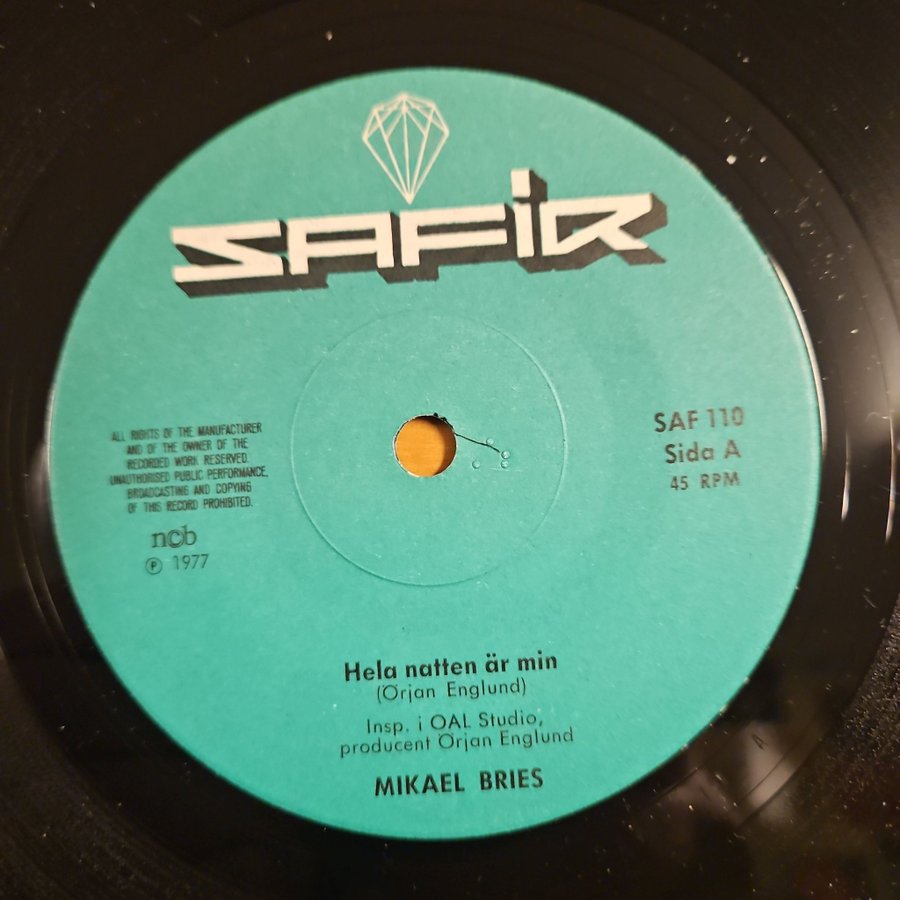 SAFIR
ALL RIGHTS OF THE MANUFACTURER
AND OF THE OWNER OF THE
RECORDED WORK RESERVED.
UNAUTHORISED PUBLIC PERFORMANCE,
BROADCASTING AND COPYING
OF THIS RECORD PROHIBITED.
ncb
℗ 1977
SAF 110
Sida A
45 RPM
Hela natten är min
(Örjan Englund)
Insp. i OAL Studio,
producent Örjan Englund
MIKAEL BRIES